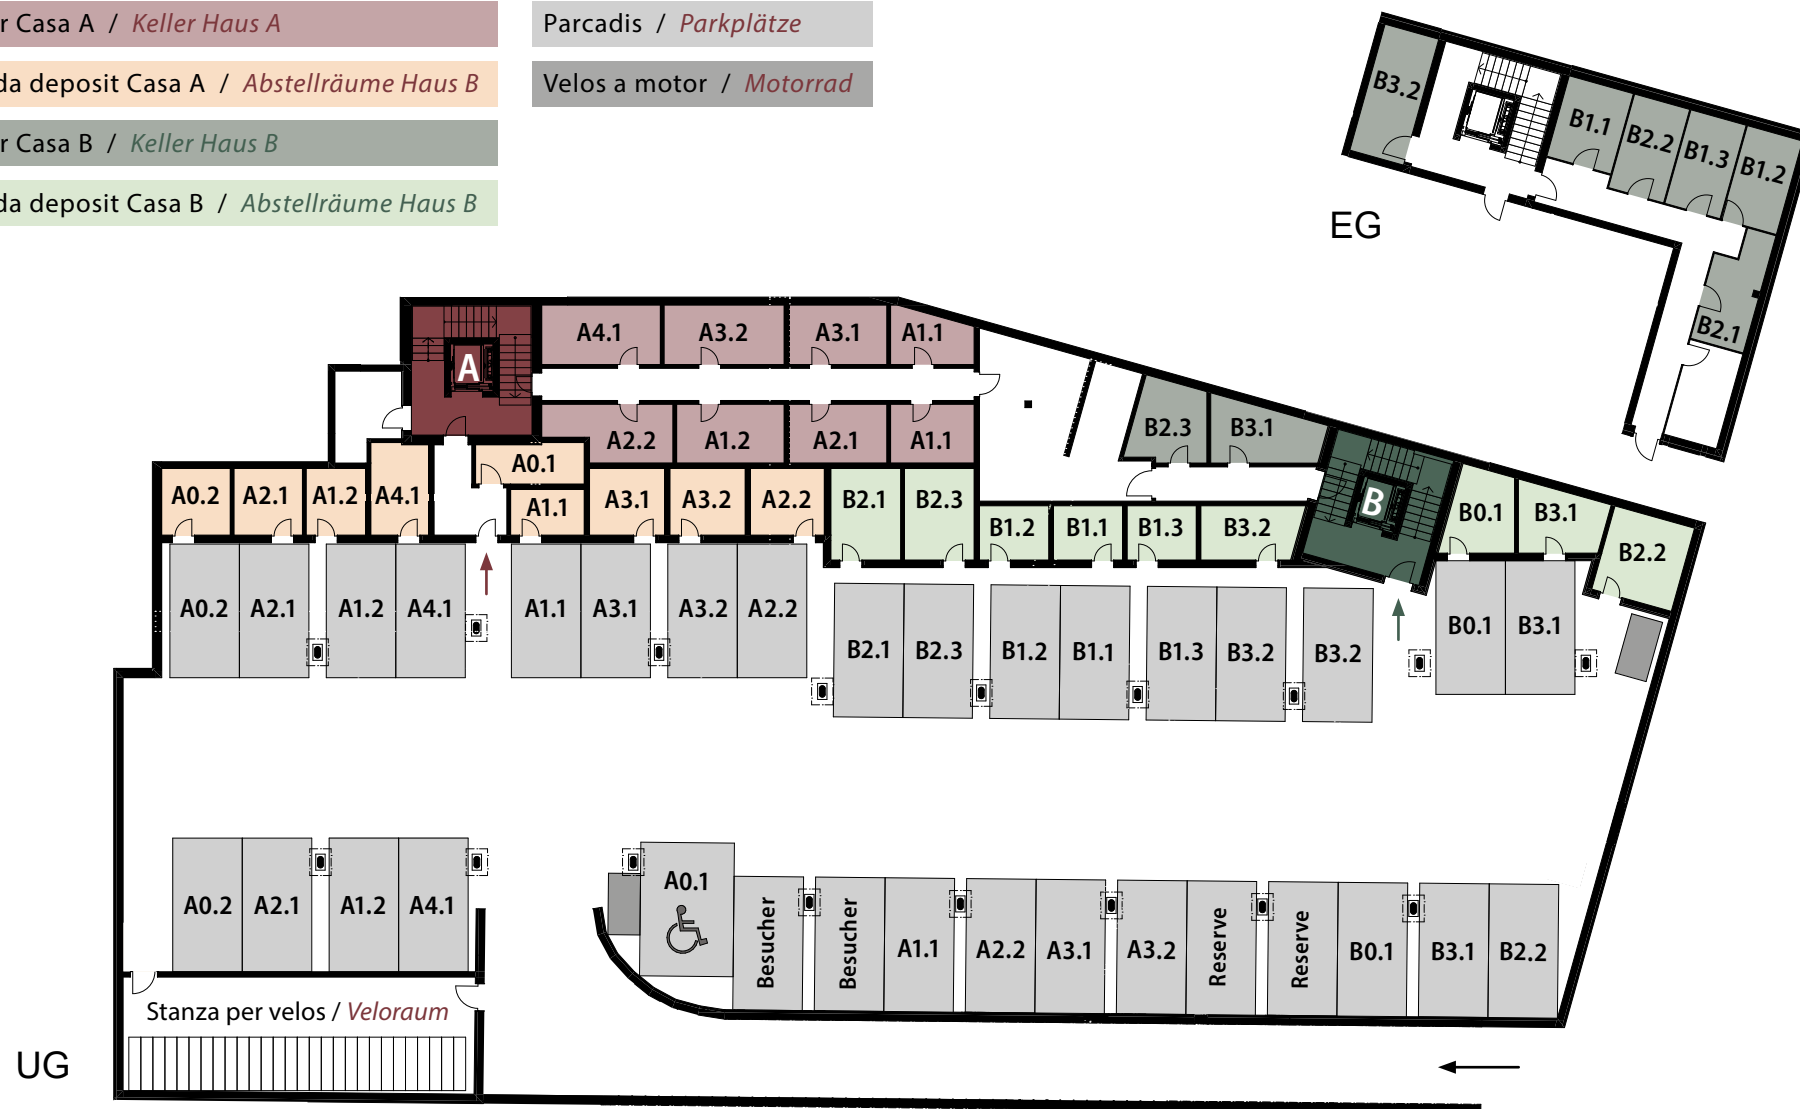 r Casa A / Keller Haus A
da deposit Casa A / Abstellräume Haus B
r Casa B / Keller Haus B
da deposit Casa B / Abstellräume Haus B
Parcadis / Parkplätze
Velos a motor / Motorrad
B3.2
B1.1
B2.2
B1.3
B1.2
B2.1
EG
A
A4.1
A3.2
A3.1
A1.1
A2.2
A1.2
A2.1
A1.1
B2.3
B3.1
A0.2
A2.1
A1.2
A4.1
A0.1
A1.1
A3.1
A3.2
A2.2
B2.1
B2.3
B1.2
B1.1
B1.3
B3.2
B
B0.1
B3.1
B2.2
A0.2
A2.1
A1.2
A4.1
A1.1
A3.1
A3.2
A2.2
B2.1
B2.3
B1.2
B1.1
B1.3
B3.2
B3.2
B0.1
B3.1
A0.2
A2.1
A1.2
A4.1
A0.1
Besucher
Besucher
A1.1
A2.2
A3.1
A3.2
Reserve
Reserve
B0.1
B3.1
B2.2
Stanza per velos / Veloraum
UG